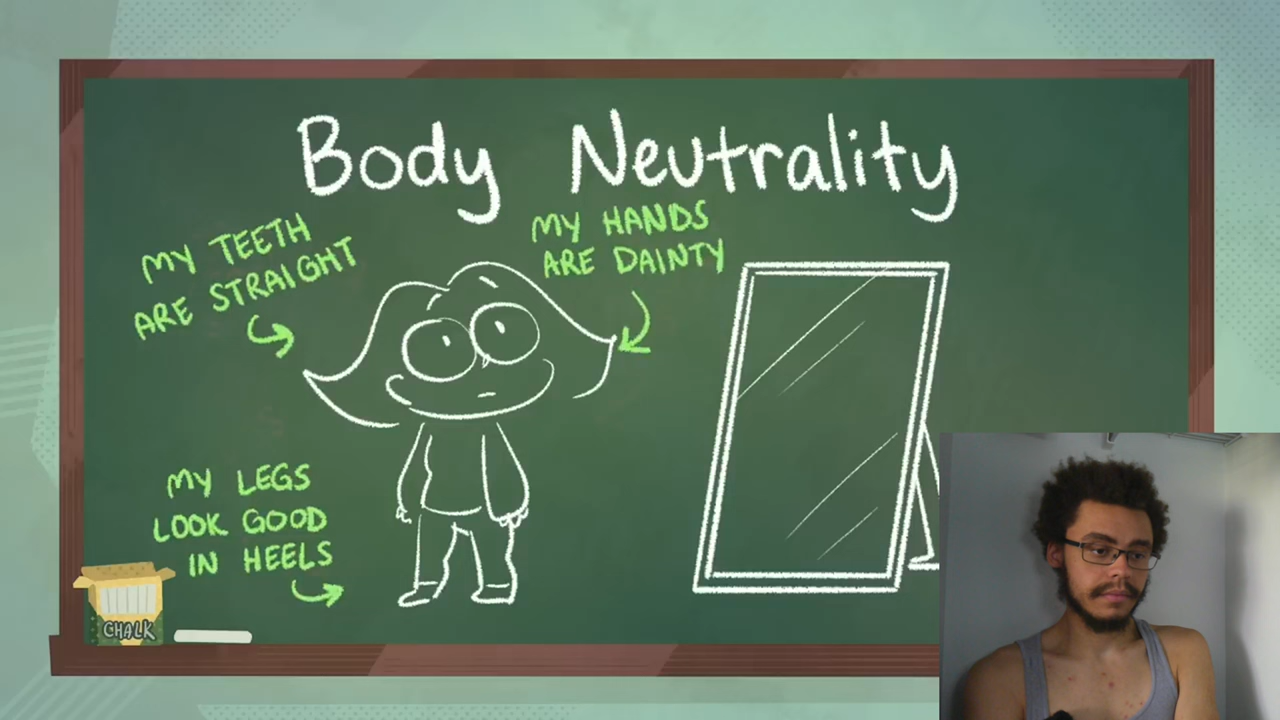 Body Neutrality
MY TEETH
ARE STRAIGHT
MY HANDS
ARE DAINTY
MY LEGS
LOOK GOOD
IN HEELS
CHALK